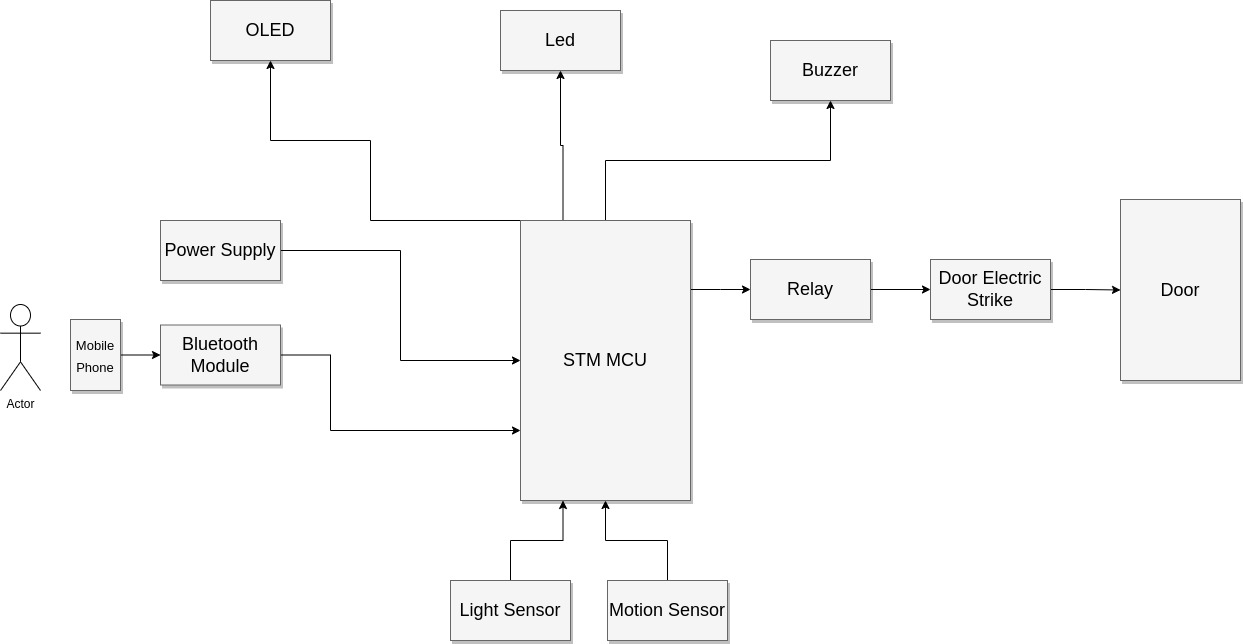 OLED
Led
Buzzer
Power Supply
Bluetooth
Module
Mobile
Phone
Actor
STM MCU
Relay
Door Electric
Strike
Door
Light Sensor
Motion Sensor